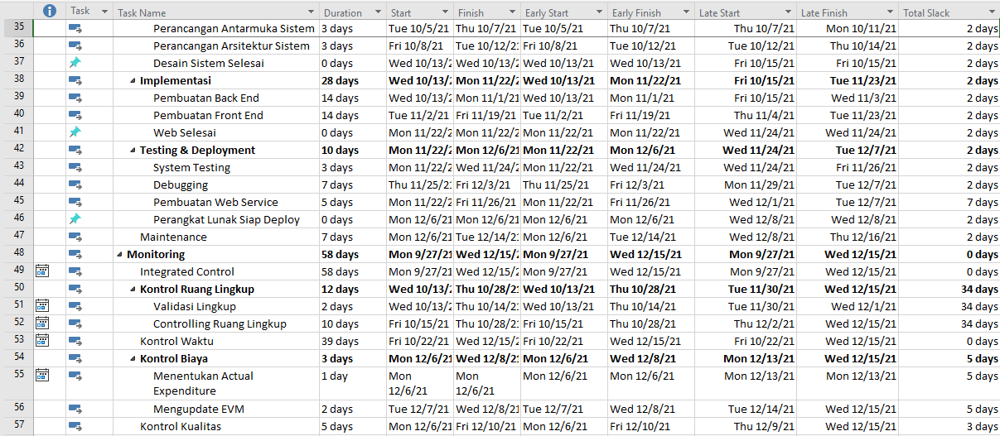 Task Task Name Duration Start Finish Early Start Early Finish Late Start Late Finish Total Slack
35 Perancangan Antarmuka Sistem 3 days Tue 10/5/21 Thu 10/7/21 Tue 10/5/21 Thu 10/7/21 Thu 10/7/21 Mon 10/11/21 2 days
36 Perancangan Arsitektur Sistem 3 days Fri 10/8/21 Tue 10/12/21 Fri 10/8/21 Tue 10/12/21 Thu 10/14/21 2 days
37 Desain Sistem Selesai 0 days Wed 10/13/2 Wed 10/13/2 Wed 10/13/21 Wed 10/13/21 Fri 10/15/21 Fri 10/15/21 2 days
38 Implementasi 28 days Wed 10/13/2 Mon 11/22/2 Wed 10/13/21 Mon 11/22/21 Fri 10/15/21 Tue 11/23/21 2 days
39 Pembuatan Back End 14 days Wed 10/13/2 Mon 11/1/21 Wed 10/13/21 Mon 11/1/21 Fri 10/15/21 Wed 11/3/21 2 days
40 Pembuatan Front End 14 days Tue 11/2/21 Fri 11/19/21 Tue 11/2/21 Fri 11/19/21 Thu 11/4/21 Tue 11/23/21 2 days
41 Web Selesai 0 days Mon 11/22/2 Mon 11/22/2 Mon 11/22/21 Mon 11/22/21 Wed 11/24/21 Wed 11/24/21 2 days
42 Testing & Deployment 10 days Mon 11/22/2 Mon 12/6/21 Mon 11/22/21 Mon 12/6/21 Wed 11/24/21 Tue 12/7/21 2 days
43 System Testing 3 days Mon 11/22/2 Wed 11/24/2 Mon 11/22/21 Wed 11/24/21 Wed 11/24/21 Fri 11/26/21 2 days
44 Debugging 7 days Thu 11/25/21 Fri 12/3/21 Thu 11/25/21 Fri 12/3/21 Mon 11/29/21 Tue 12/7/21 2 days
45 Pembuatan Web Service 5 days Mon 11/22/2 Fri 11/26/21 Mon 11/22/21 Fri 11/26/21 Wed 12/1/21 Tue 12/7/21 7 days
46 Perangkat Lunak Siap Deploy 0 days Mon 12/6/21 Mon 12/6/21 Mon 12/6/21 Mon 12/6/21 Wed 12/8/21 Wed 12/8/21 2 days
47 Maintenance 7 days Mon 12/6/21 Tue 12/14/21 Mon 12/6/21 Tue 12/14/21 Wed 12/8/21 Thu 12/16/21 2 days
48 Monitoring 58 days Mon 9/27/21 Wed 12/15/2 Mon 9/27/21 Wed 12/15/21 Mon 9/27/21 Wed 12/15/21 0 days
49 Integrated Control 58 days Mon 9/27/21 Wed 12/15/2 Mon 9/27/21 Wed 12/15/21 Mon 9/27/21 Wed 12/15/21 0 days
50 Kontrol Ruang Lingkup 12 days Wed 10/13/2 Thu 10/28/21 Wed 10/13/21 Thu 10/28/21 Tue 11/30/21 Wed 12/15/21 34 days
51 Validasi Lingkup 2 days Wed 10/13/2 Thu 10/14/21 Wed 10/13/21 Thu 10/14/21 Tue 11/30/21 Wed 12/1/21 34 days
52 Controlling Ruang Lingkup 10 days Fri 10/15/21 Thu 10/28/21 Fri 10/15/21 Thu 10/28/21 Thu 12/2/21 Wed 12/15/21 34 days
53 Kontrol Waktu 39 days Fri 10/22/21 Wed 12/15/2 Fri 10/22/21 Wed 12/15/21 Fri 10/22/21 Wed 12/15/21 0 days
54 Kontrol Biaya 3 days Mon 12/6/21 Wed 12/8/21 Mon 12/6/21 Wed 12/8/21 Mon 12/13/21 Wed 12/15/21 5 days
55 Menentukan Actual 1 day Mon Mon Mon 12/6/21 Mon 12/6/21 Mon 12/13/21 Mon 12/13/21 5 days
Expenditure 12/6/21 12/6/21
56 Mengupdate EVM 2 days Tue 12/7/21 Wed 12/8/21 Tue 12/7/21 Wed 12/8/21 Tue 12/14/21 Wed 12/15/21 5 days
57 Kontrol Kualitas 5 days Mon 12/6/21 Fri 12/10/21 Mon 12/6/21 Fri 12/10/21 Thu 12/9/21 Wed 12/15/21 3 days